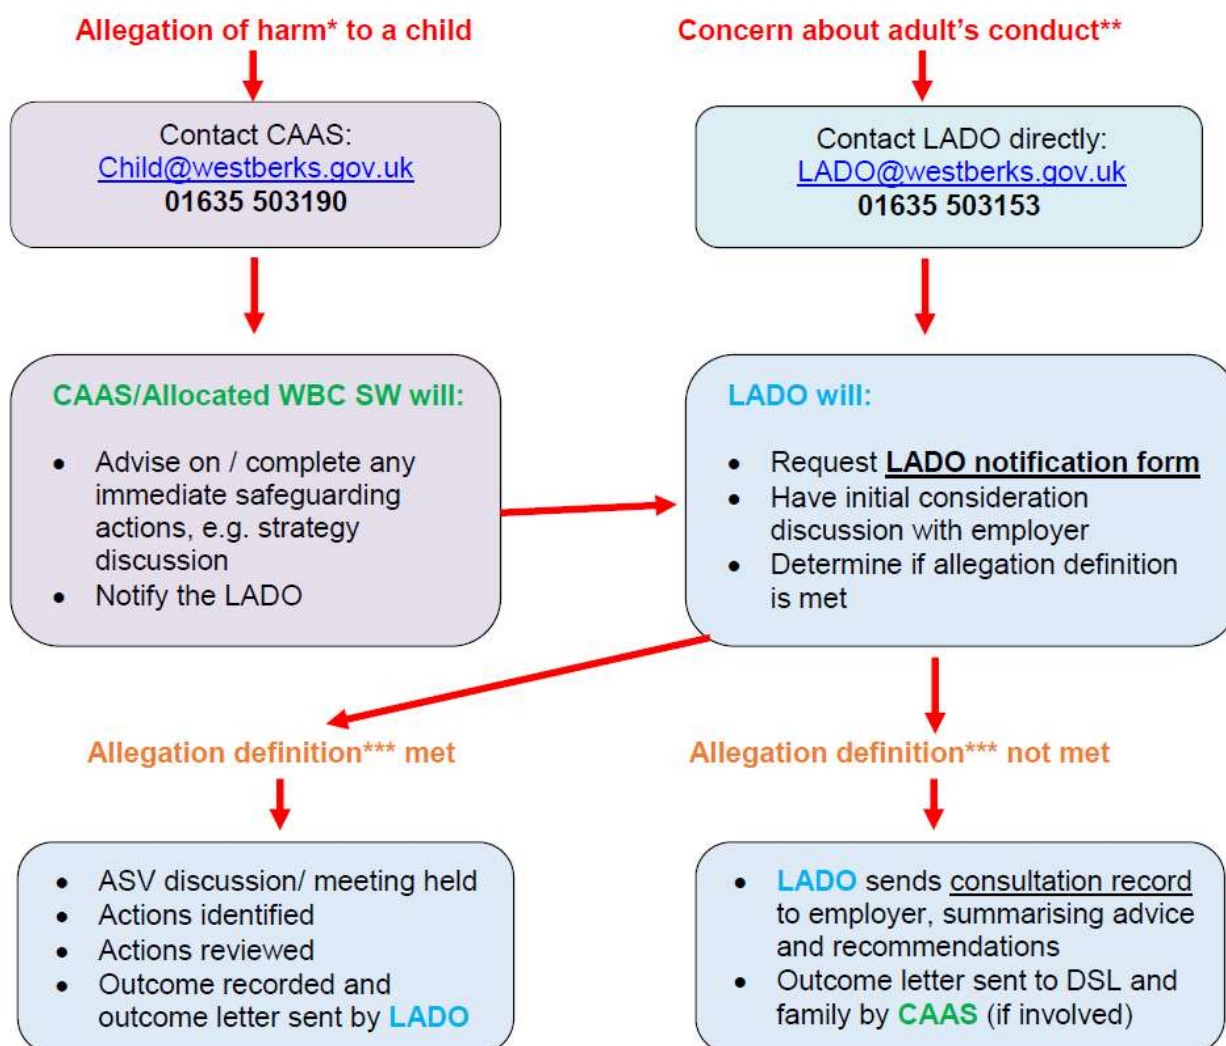 Allegation of harm* to a child
Concern about adult's conduct**
Contact CAAS:
Child@westberks.gov.uk
01635 503190
Contact LADO directly:
LADO@westberks.gov.uk
01635 503153
CAAS/Allocated WBC SW will:
• Advise on / complete any
immediate safeguarding
actions, e.g. strategy
discussion
• Notify the LADO
LADO will:
• Request LADO notification form
• Have initial consideration
discussion with employer
• Determine if allegation definition
is met
Allegation definition*** met
Allegation definition*** not met
• ASV discussion/ meeting held
• Actions identified
• Actions reviewed
• Outcome recorded and
outcome letter sent by LADO
• LADO sends consultation record
to employer, summarising advice
and recommendations
• Outcome letter sent to DSL and
family by CAAS (if involved)